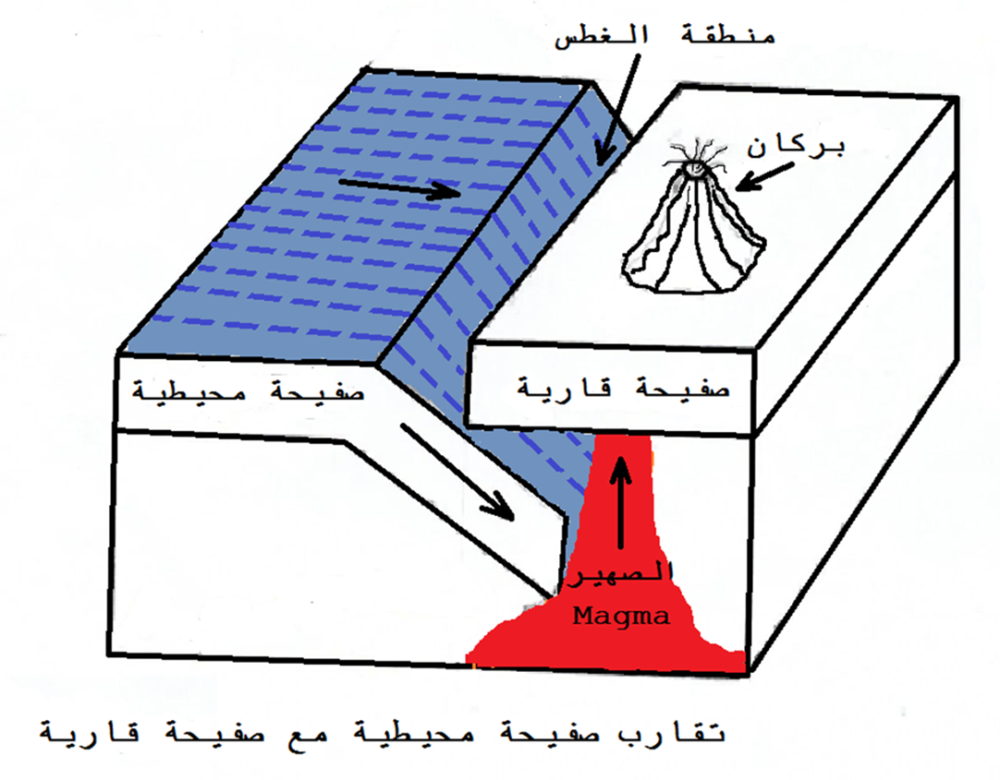 منطقة الغطس
بركان
صفيحة محيطية
صفيحة قارية
الصهير
Magma
تقارب صفيحة محيطية مع صفيحة قارية